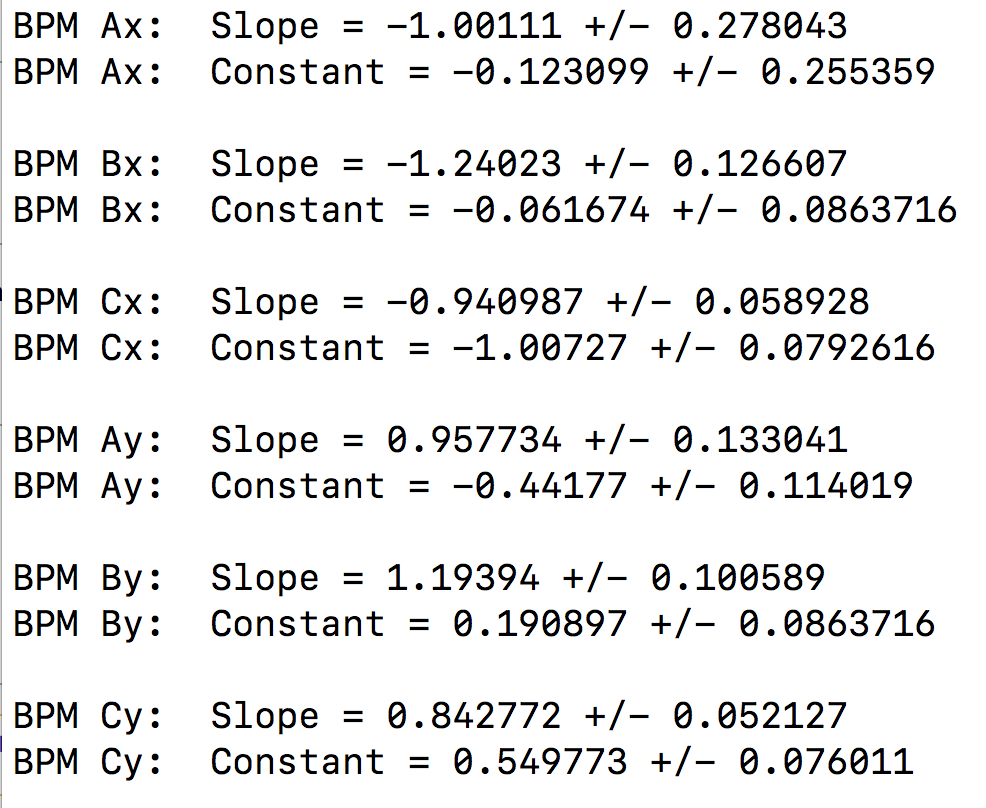 BPM Ax:  Slope = -1.00111 +/- 0.278043
BPM Ax:  Constant = -0.123099 +/- 0.255359
BPM Bx:  Slope = -1.24023 +/- 0.126607
BPM Bx:  Constant = -0.061674 +/- 0.0863716
BPM Cx:  Slope = -0.940987 +/- 0.058928
BPM Cx:  Constant = -1.00727 +/- 0.0792616
BPM Ay:  Slope = 0.957734 +/- 0.133041
BPM Ay:  Constant = -0.44177 +/- 0.114019
BPM By:  Slope = 1.19394 +/- 0.100589
BPM By:  Constant = 0.190897 +/- 0.0863716
BPM Cy:  Slope = 0.842772 +/- 0.052127
BPM Cy:  Constant = 0.549773 +/- 0.076011